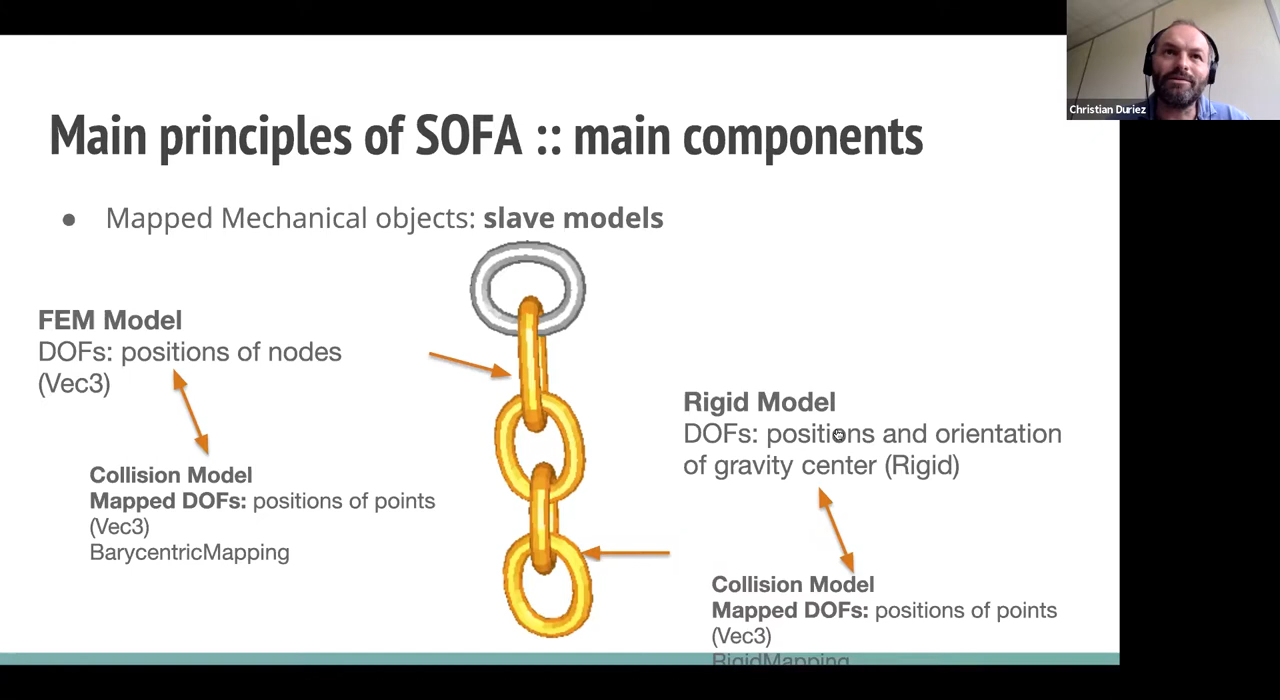 Christian Duriez
Main principles of SOFA :: main components
● Mapped Mechanical objects: slave models
FEM Model
DOFs: positions of nodes
(Vec3)
Collision Model
Mapped DOFs: positions of points
(Vec3)
BarycentricMapping
Rigid Model
DOFs: positions and orientation
of gravity center (Rigid)
Collision Model
Mapped DOFs: positions of points
(Vec3)
RigidMapping